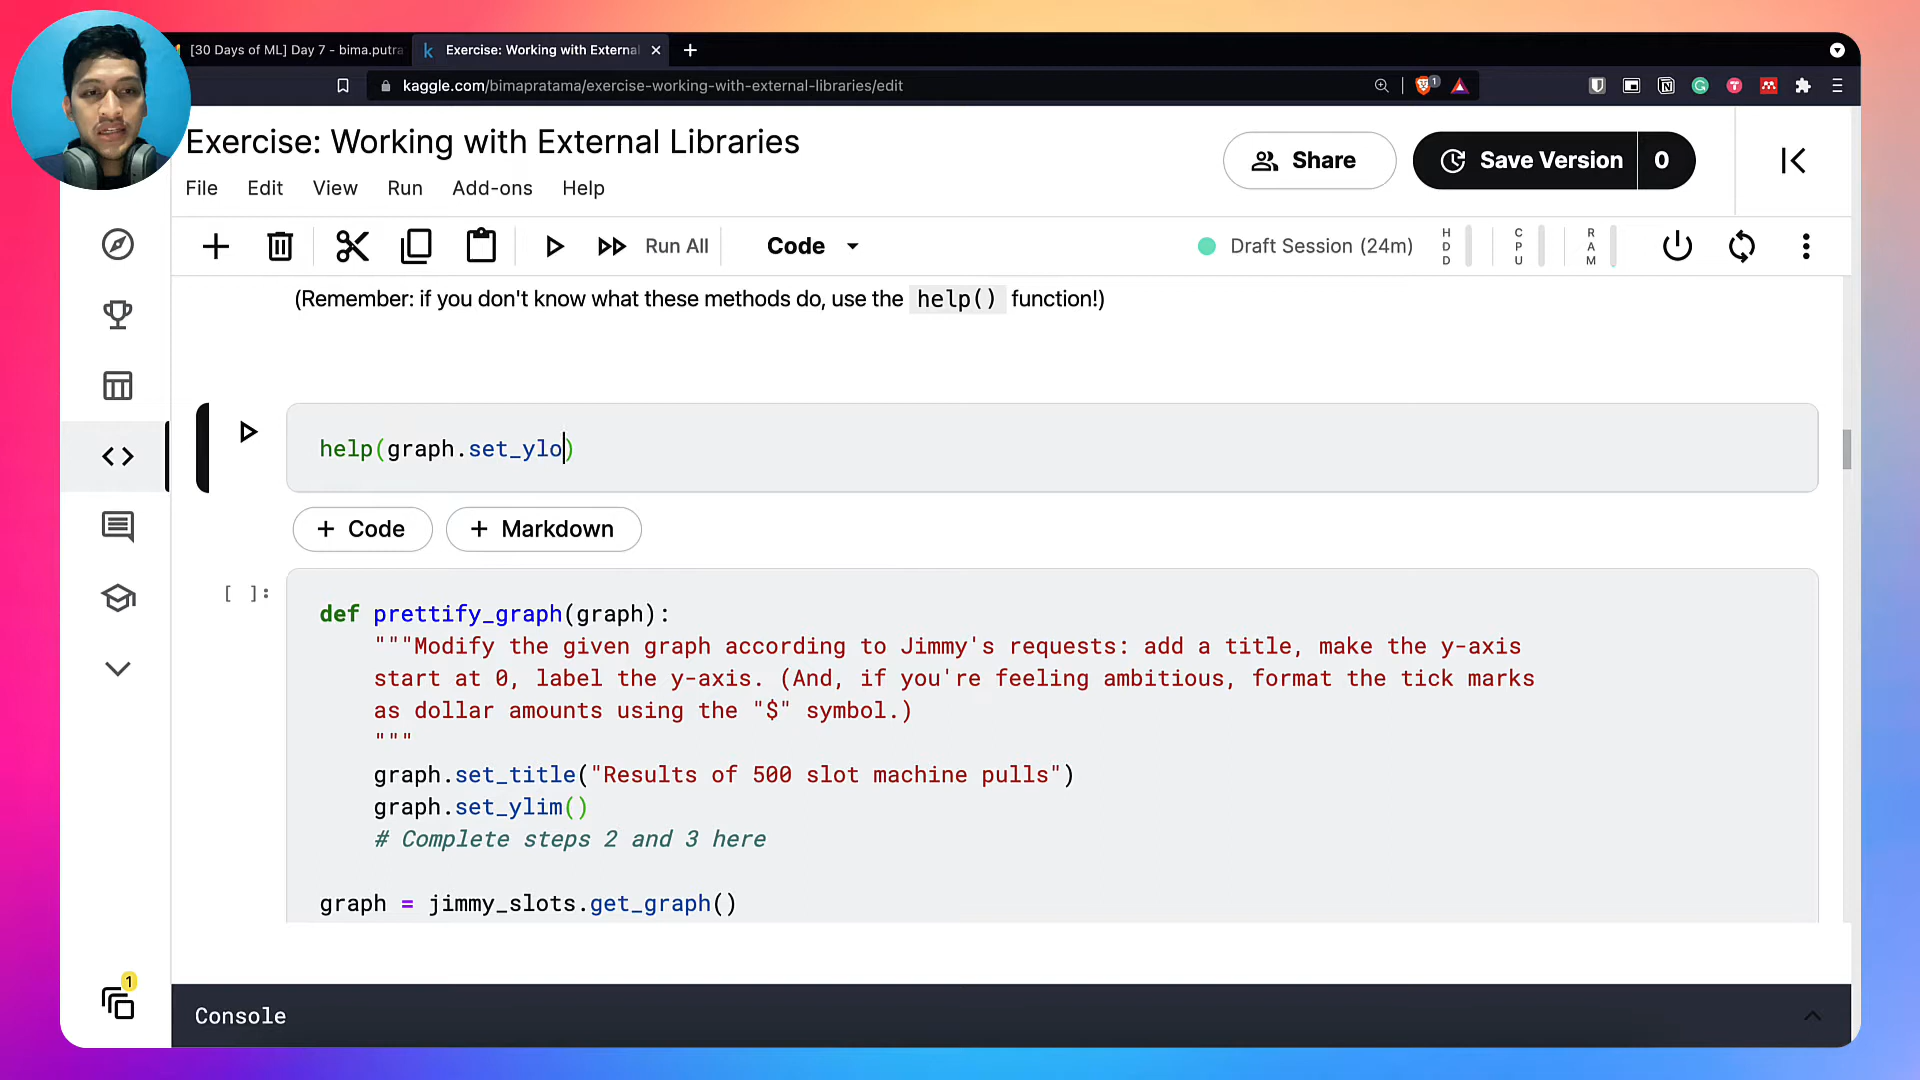 [30 Days of ML] Day 7 - bima.putra
Exercise: Working with External
kaggle.com/bimapratama/exercise-working-with-external-libraries/edit
1
Exercise: Working with External Libraries
Share
Save Version 0
File Edit View Run Add-ons Help
Run All
Code
Draft Session (24m)
HDD
CPU
RAM
(Remember: if you don't know what these methods do, use the help() function!)
help(graph.set_ylo)
+ Code
+ Markdown
[ ]:
def prettify_graph(graph):
"""Modify the given graph according to Jimmy's requests: add a title, make the y-axis
start at 0, label the y-axis. (And, if you're feeling ambitious, format the tick marks
as dollar amounts using the "$" symbol.)
"""
graph.set_title("Results of 500 slot machine pulls")
graph.set_ylim()
# Complete steps 2 and 3 here
graph = jimmy_slots.get_graph()
1
Console